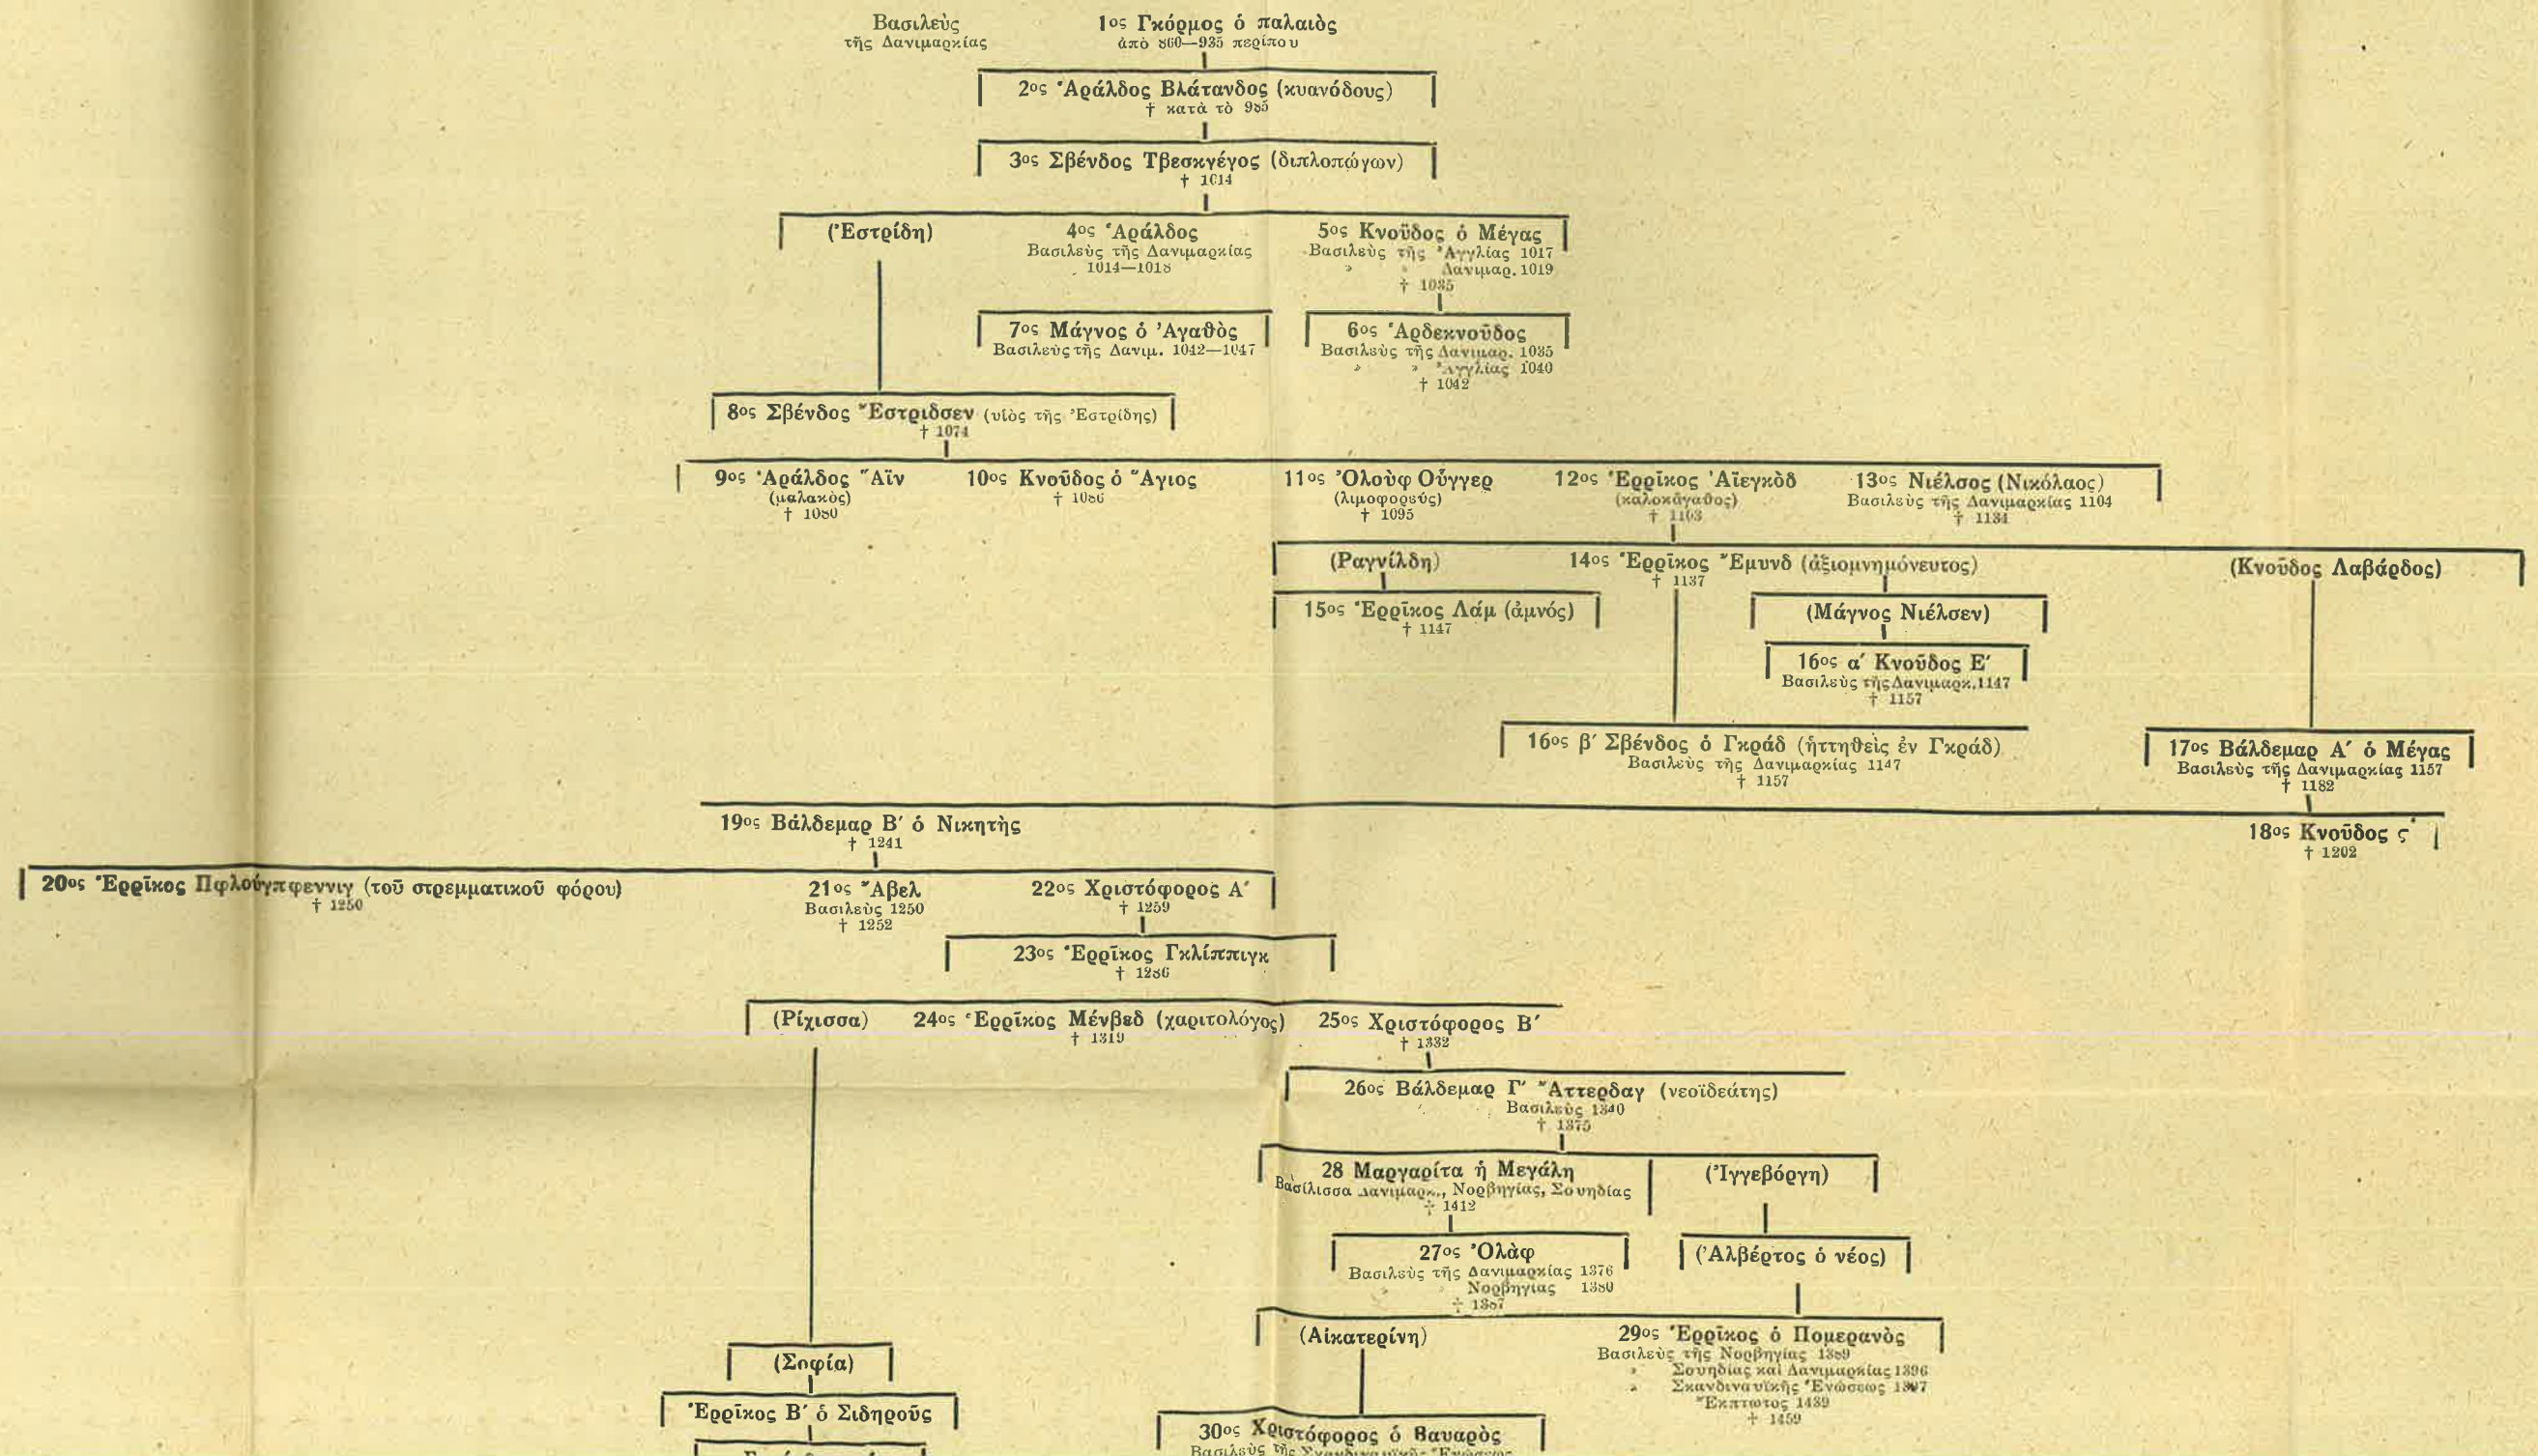 Βασιλεὺς
τῆς Δανιμαρκίας
1ος Γκόρμος ὁ παλαιὸς
ἀπὸ 860—935 περίπου
2ος Ἁράλδος Βλάτανδος (κυανόδους)
† κατὰ τὸ 985
3ος Σβένδος Τβεσκγέγος (διπλοπώγων)
† 1014
(Ἐστρίδη)
4ος Ἁράλδος
Βασιλεὺς τῆς Δανιμαρκίας
1014—1018
5ος Κνοῦδος ὁ Μέγας
Βασιλεὺς τῆς Ἀγγλίας 1017
» » Δανιμαρ. 1019
† 1035
7ος Μάγνος ὁ Ἀγαθὸς
Βασιλεὺς τῆς Δανιμ. 1042—1047
6ος Ἁρδεκνοῦδος
Βασιλεὺς τῆς Δανιμαρ. 1035
» » Ἀγγλίας 1040
† 1042
8ος Σβένδος Ἔστριδσεν (υἱὸς τῆς Ἐστρίδης)
† 1074
9ος Ἁράλδος Ἅϊν
(μαλακὸς)
† 1080
10ος Κνοῦδος ὁ Ἅγιος
† 1086
11ος Ὀλοὺφ Οὗγγερ
(λιμοφορεύς)
† 1095
12ος Ἐρρῖκος Ἀϊεγκὸδ
(καλοκἄγαθος)
† 1103
13ος Νιέλσος (Νικόλαος)
Βασιλεὺς τῆς Δανιμαρκίας 1104
† 1134
(Ραγνίλδη)
14ος Ἐρρῖκος Ἔμυνδ (ἀξιομνημόνευτος)
† 1137
(Κνοῦδος Λαβάρδος)
15ος Ἐρρῖκος Λάμ (ἀμνός)
† 1147
(Μάγνος Νιέλσεν)
16ος α′ Κνοῦδος Ε′
Βασιλεὺς τῆς Δανιμαρκ. 1147
† 1157
16ος β′ Σβένδος ὁ Γκράδ (ἡττηθεὶς ἐν Γκράδ)
Βασιλεὺς τῆς Δανιμαρκίας 1147
† 1157
17ος Βάλδεμαρ Α′ ὁ Μέγας
Βασιλεὺς τῆς Δανιμαρκίας 1157
† 1182
19ος Βάλδεμαρ Β′ ὁ Νικητὴς
† 1241
18ος Κνοῦδος ς′
† 1202
20ος Ἐρρῖκος Πφλούγπφεννιγ (τοῦ στρεμματικοῦ φόρου)
† 1250
21ος Ἄβελ
Βασιλεὺς 1250
† 1252
22ος Χριστόφορος Α′
† 1259
23ος Ἐρρῖκος Γκλίππιγκ
† 1286
(Ρίχισσα)
24ος Ἐρρῖκος Μένβεδ (χαριτολόγος)
† 1319
25ος Χριστόφορος Β′
† 1332
26ος Βάλδεμαρ Γ′ Ἄττερδαγ (νεοϊδεάτης)
Βασιλεὺς 1340
† 1375
28 Μαργαρίτα ἡ Μεγάλη
Βασίλισσα Δανιμαρκ., Νορβηγίας, Σουηδίας
† 1412
(Ἰγγεβόργη)
27ος Ὀλὰφ
Βασιλεὺς τῆς Δανιμαρκίας 1376
» Νορβηγίας 1380
† 1387
(Ἀλβέρτος ὁ νέος)
(Αἰκατερίνη)
29ος Ἐρρῖκος ὁ Πομερανὸς
Βασιλεὺς τῆς Νορβηγίας 1389
» Σουηδίας καὶ Δανιμαρκίας 1396
» Σκανδιναυϊκῆς Ἑνώσεως 1397
Ἔκπτωτος 1439
† 1459
(Σοφία)
Ἐρρῖκος Β′ ὁ Σιδηροῦς
30ος Χριστόφορος ὁ Βαυαρὸς
Βασιλεὺς τῆς Σκανδιναυϊκῆς Ἑνώσεως